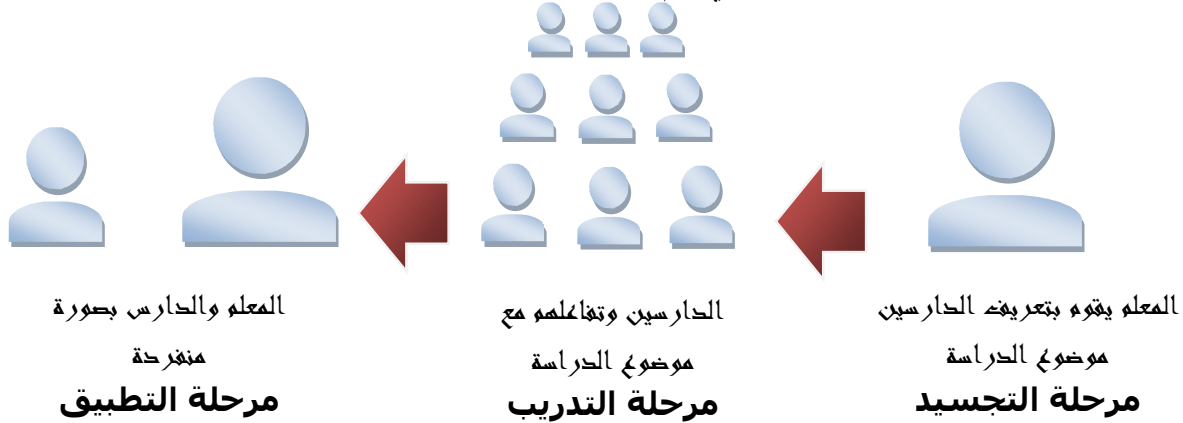 المعلم يقوم بتعريف الدارسين
موضوع الدراسة
مرحلة التجسيد
الدارسين وتفاعلهم مع
موضوع الدراسة
مرحلة التدريب
المعلم والدارس بصورة
منفردة
مرحلة التطبيق